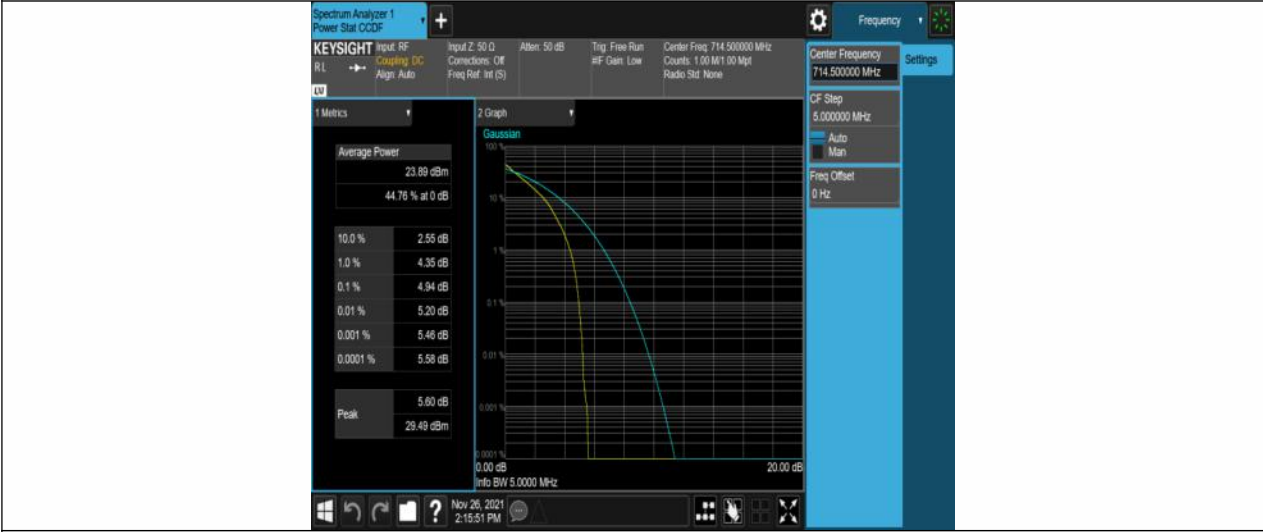 Spectrum Analyzer 1
Power Stat CCDF
+
Frequency
KEYSIGHT
R L
LXI
Input: RF
Coupling: DC
Align: Auto
Input Z: 50 Ω
Corrections: Off
Freq Ref: Int (S)
Atten: 50 dB
Trig: Free Run
#IF Gain: Low
Center Freq: 714.500000 MHz
Counts: 1.00 M/1.00 Mpt
Radio Std: None
Center Frequency
714.500000 MHz
Settings
CF Step
5.000000 MHz
Auto
Man
Freq Offset
0 Hz
1 Metrics
Average Power
23.89 dBm
44.76 % at 0 dB
10.0 % 2.55 dB
1.0 % 4.35 dB
0.1 % 4.94 dB
0.01 % 5.20 dB
0.001 % 5.46 dB
0.0001 % 5.58 dB
Peak
5.60 dB
29.49 dBm
2 Graph
Gaussian
100 %
10 %
1 %
0.1 %
0.01 %
0.001 %
0.0001 %
0.00 dB 20.00 dB
Info BW 5.0000 MHz
?
Nov 26, 2021
2:15:51 PM